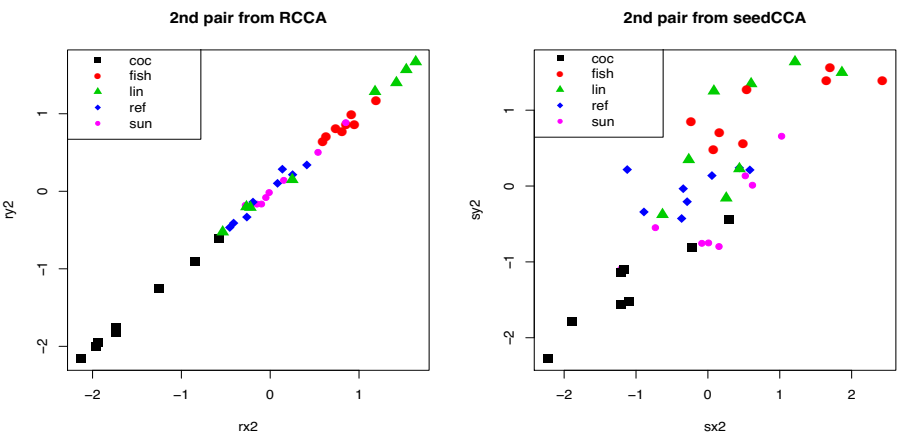 2nd pair from RCCA
coc
fish
lin
ref
sun
ry2
1
0
−1
−2
−2
−1
0
1
rx2
2nd pair from seedCCA
coc
fish
lin
ref
sun
sy2
1
0
−1
−2
−2
−1
0
1
2
sx2